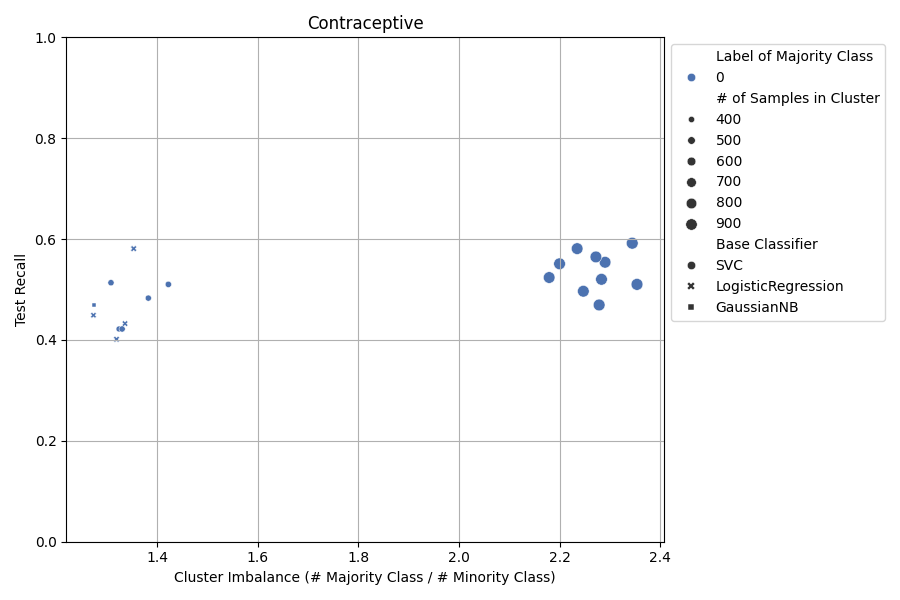 Contraceptive
Test Recall
1.0
0.8
0.6
0.4
0.2
0.0
1.4
1.6
1.8
2.0
2.2
2.4
Cluster Imbalance (# Majority Class / # Minority Class)
Label of Majority Class
0
# of Samples in Cluster
400
500
600
700
800
900
Base Classifier
SVC
LogisticRegression
GaussianNB